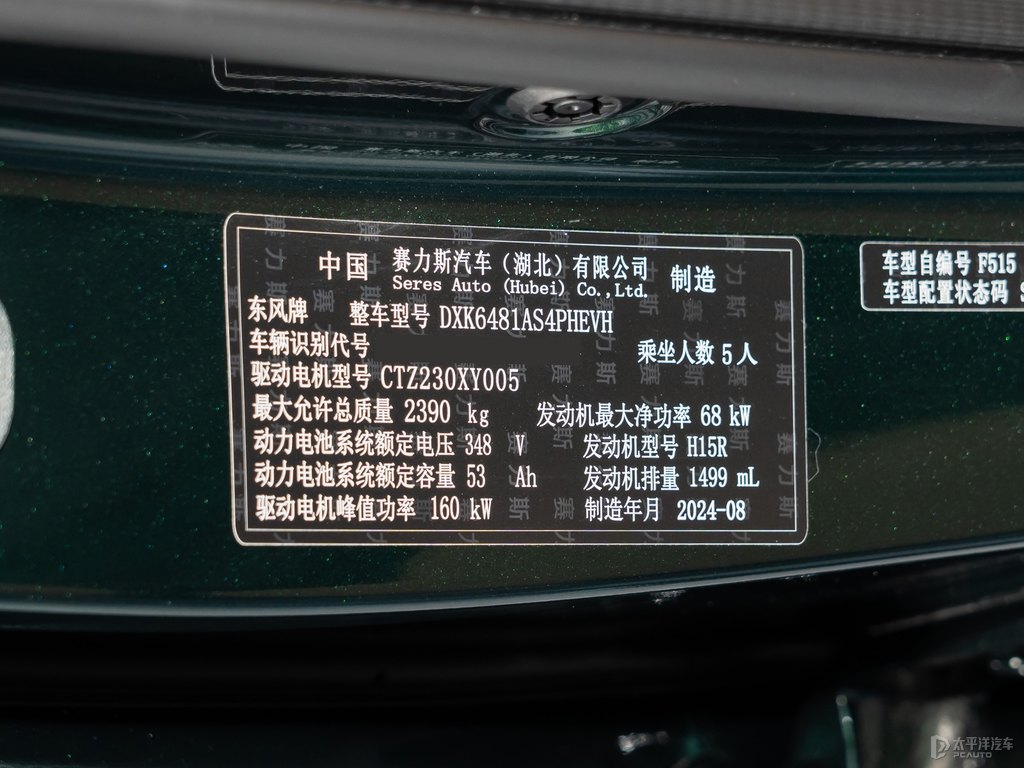 中国 赛力斯汽车（湖北）有限公司 制造
Seres Auto (Hubei) Co.,Ltd.
东风牌 整车型号 DXK6481AS4PHEVH
车辆识别代号 乘坐人数 5 人
驱动电机型号 CTZ230XY005
最大允许总质量 2390 kg 发动机最大净功率 68 kW
动力电池系统额定电压 348 V 发动机型号 H15R
动力电池系统额定容量 53 Ah 发动机排量 1499 mL
驱动电机峰值功率 160 kW 制造年月 2024-08
车型自编号 F515
车型配置状态码 S
太平洋汽车
PCAUTO